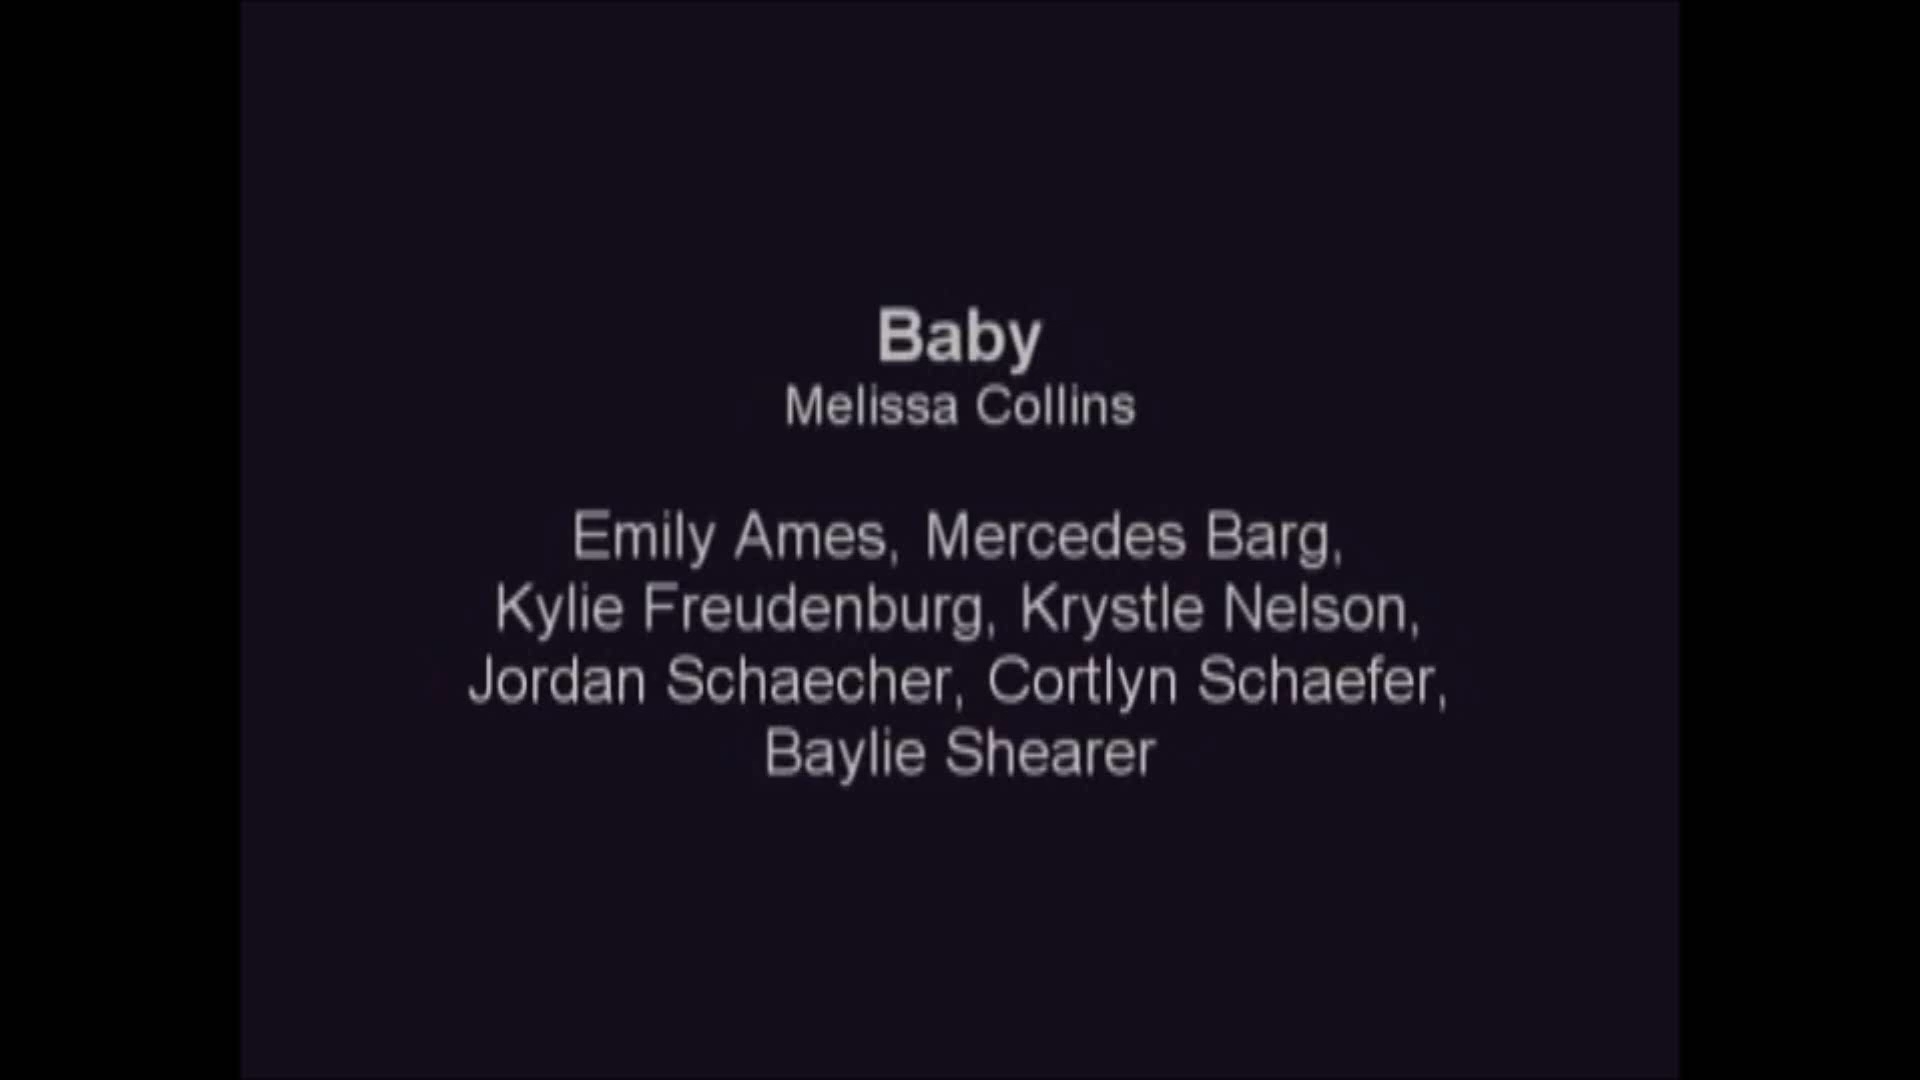 Baby
Melissa Collins
Emily Ames, Mercedes Barg,
Kylie Freudenburg, Krystle Nelson,
Jordan Schaecher, Cortlyn Schaefer,
Baylie Shearer